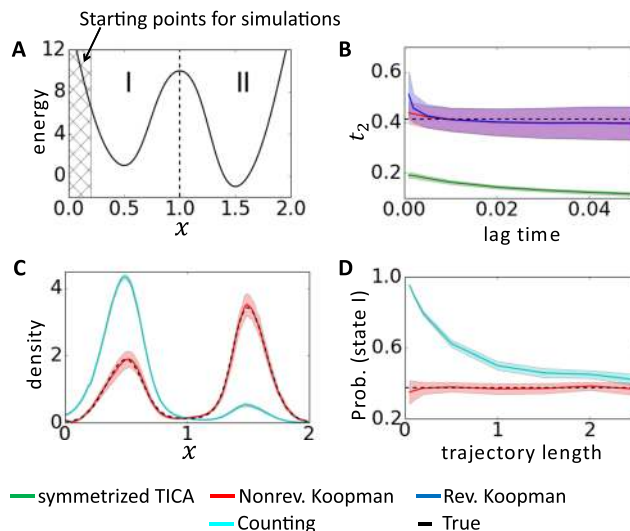 Starting points for simulations
A
B
12
8
4
0
energy
I
II
0.0 0.5 1.0 1.5 2.0
x
0.6
0.4
0.2
t2
0.00 0.02 0.04
lag time
C
D
4
2
0
density
0 1 2
x
1.0
0.6
0.2
Prob. (state I)
0 1 2
trajectory length
symmetrized TICA Nonrev. Koopman Rev. Koopman
Counting True